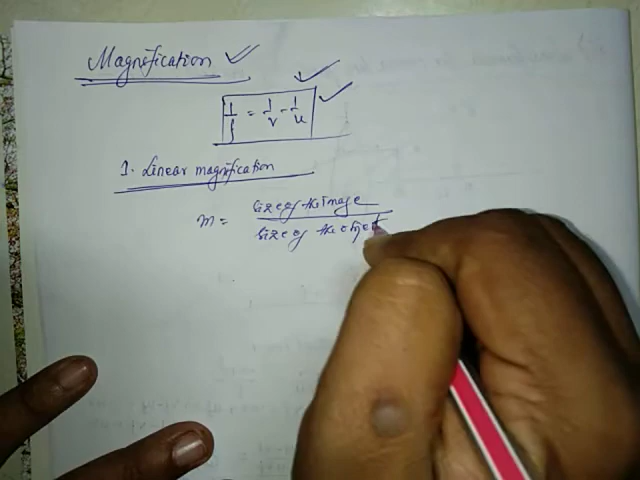 Magnification
1/f = 1/v - 1/u
1. Linear magnification
m = size of the image / size of the object